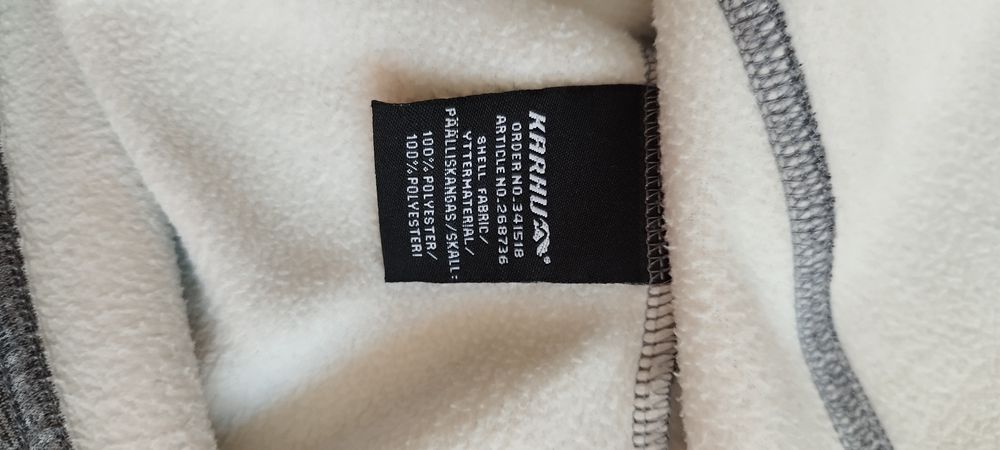 KARHU
ORDER NO.341518
ARTICLE NO.268736
SHELL FABRIC/
YTTERMATERIAL/
PÄÄLLISKANGAS/SKALL:
100% POLYESTER/
100% POLYESTERI